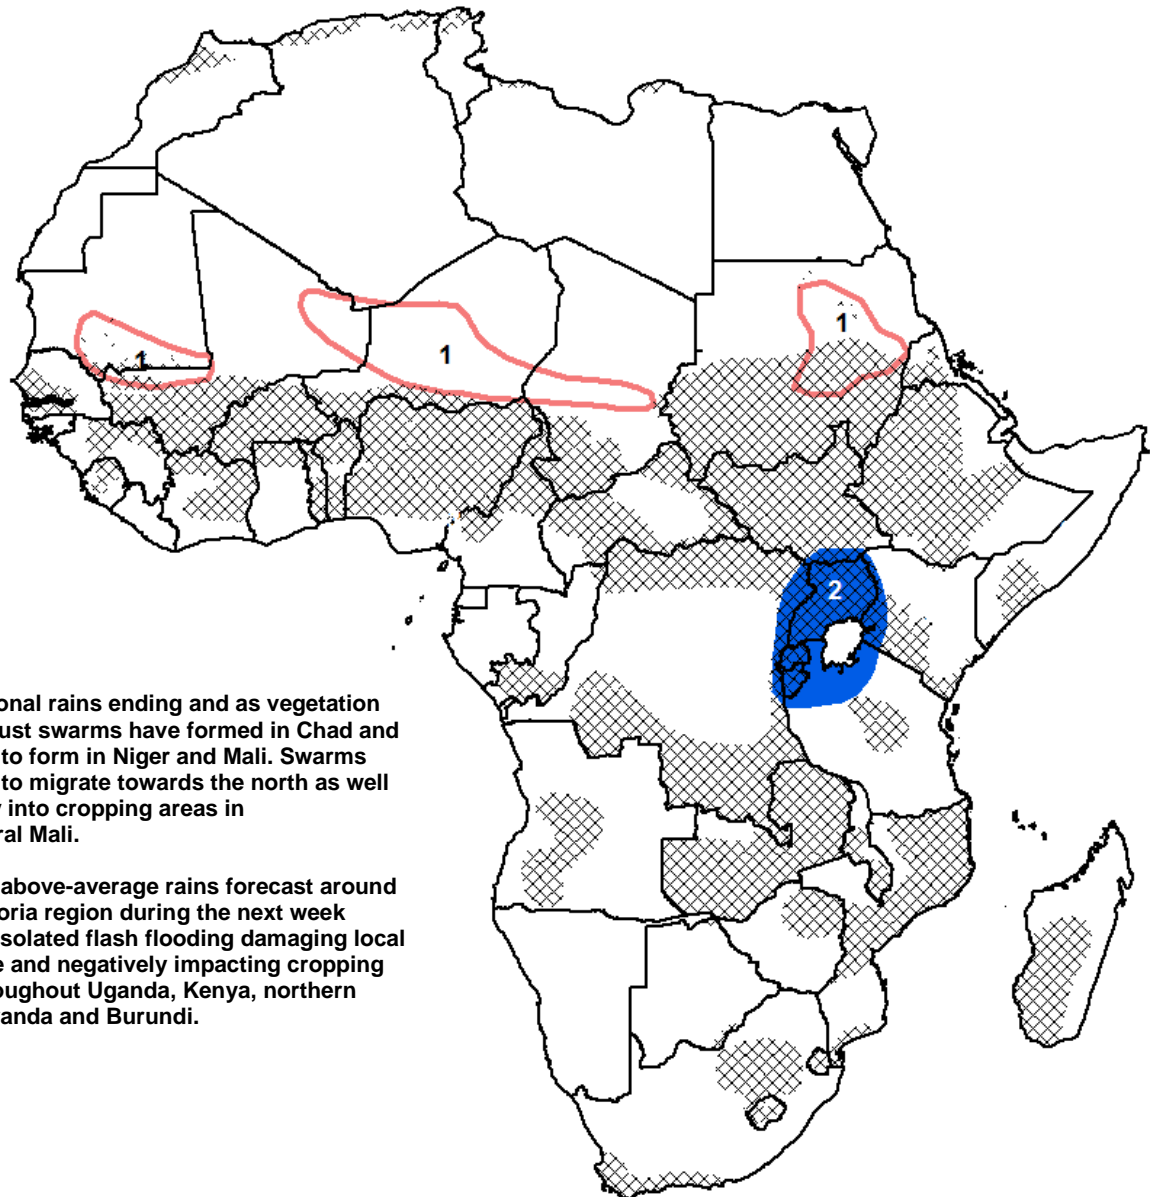 1
1
1
2
onal rains ending and as vegetation
ust swarms have formed in Chad and
to form in Niger and Mali. Swarms
to migrate towards the north as well
y into cropping areas in
ral Mali.
above-average rains forecast around
oria region during the next week
solated flash flooding damaging local
e and negatively impacting cropping
oughout Uganda, Kenya, northern
anda and Burundi.